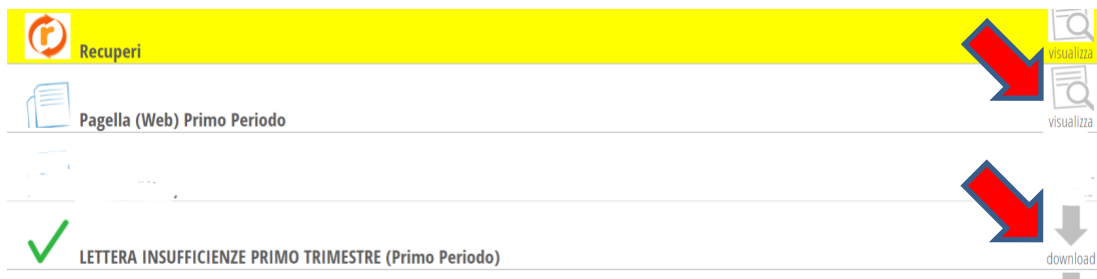 Recuperi
visualizza
Pagella (Web) Primo Periodo
visualizza
LETTERA INSUFFICIENZE PRIMO TRIMESTRE (Primo Periodo)
download